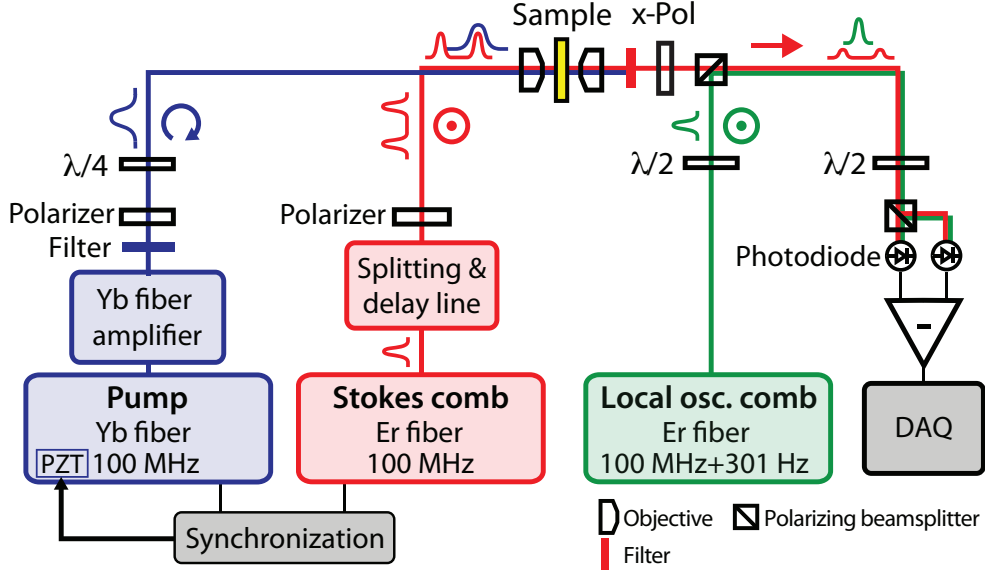 Sample
x-Pol
λ/4
λ/2
λ/2
Polarizer
Polarizer
Filter
Photodiode
Yb fiber
amplifier
Splitting &
delay line
-
Pump
Yb fiber
PZT 100 MHz
Stokes comb
Er fiber
100 MHz
Local osc. comb
Er fiber
100 MHz+301 Hz
DAQ
Synchronization
Objective
Polarizing beamsplitter
Filter